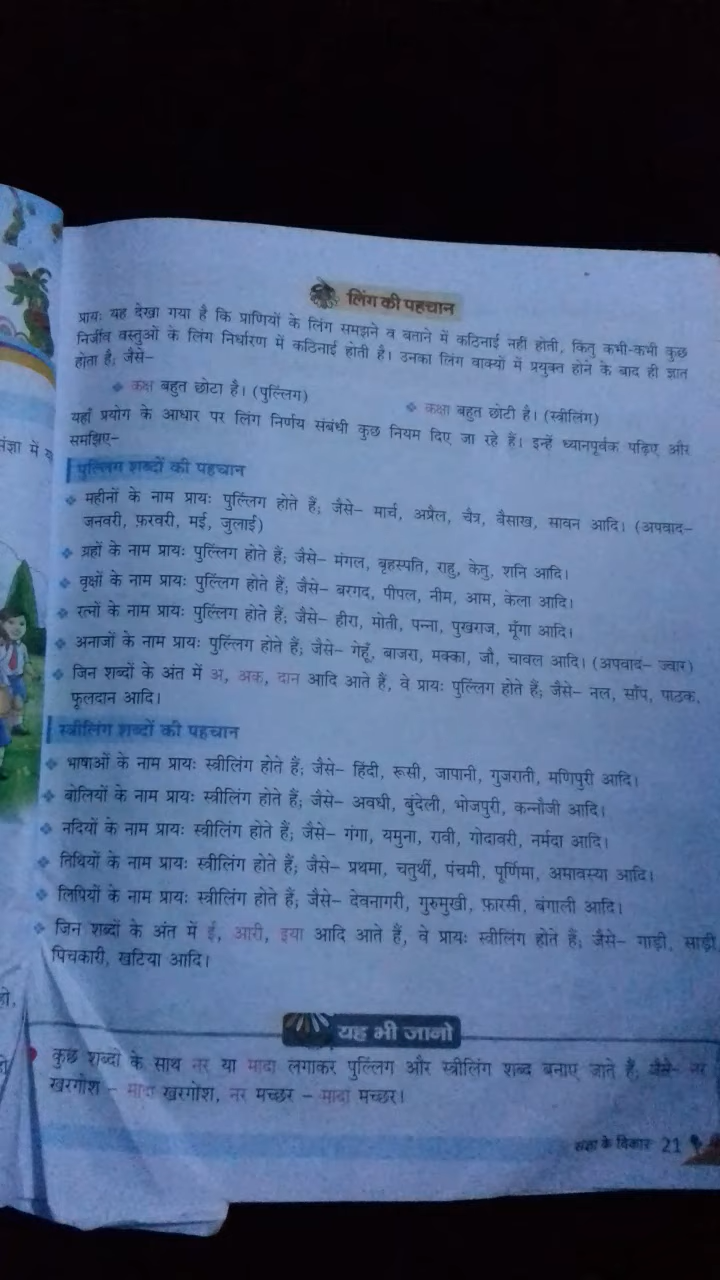 लिंग की पहचान
प्रायः यह देखा गया है कि प्राणियों के लिंग समझने व बताने में कठिनाई नहीं होती, किंतु कभी-कभी कुछ
निर्जीव वस्तुओं के लिंग निर्धारण में कठिनाई होती है। उनका लिंग वाक्यों में प्रयुक्त होने के बाद ही ज्ञात
होता है; जैसे–
कक्ष बहुत छोटा है। (पुल्लिंग)
कक्षा बहुत छोटी है। (स्त्रीलिंग)
यहाँ प्रयोग के आधार पर लिंग निर्णय संबंधी कुछ नियम दिए जा रहे हैं। इन्हें ध्यानपूर्वक पढ़िए और
समझिए–
पुल्लिंग शब्दों की पहचान
महीनों के नाम प्रायः पुल्लिंग होते हैं; जैसे– मार्च, अप्रैल, चैत्र, बैसाख, सावन आदि। (अपवाद–
जनवरी, फ़रवरी, मई, जुलाई)
ग्रहों के नाम प्रायः पुल्लिंग होते हैं; जैसे– मंगल, बृहस्पति, राहु, केतु, शनि आदि।
वृक्षों के नाम प्रायः पुल्लिंग होते हैं; जैसे– बरगद, पीपल, नीम, आम, केला आदि।
रत्नों के नाम प्रायः पुल्लिंग होते हैं; जैसे– हीरा, मोती, पन्ना, पुखराज, मूँगा आदि।
अनाजों के नाम प्रायः पुल्लिंग होते हैं; जैसे– गेहूँ, बाजरा, मक्का, जौ, चावल आदि। (अपवाद– ज्वार)
जिन शब्दों के अंत में अ, अक, दान आदि आते हैं, वे प्रायः पुल्लिंग होते हैं; जैसे– नल, साँप, पाठक,
फूलदान आदि।
स्त्रीलिंग शब्दों की पहचान
भाषाओं के नाम प्रायः स्त्रीलिंग होते हैं; जैसे– हिंदी, रूसी, जापानी, गुजराती, मणिपुरी आदि।
बोलियों के नाम प्रायः स्त्रीलिंग होते हैं; जैसे– अवधी, बुंदेली, भोजपुरी, कन्नौजी आदि।
नदियों के नाम प्रायः स्त्रीलिंग होते हैं; जैसे– गंगा, यमुना, रावी, गोदावरी, नर्मदा आदि।
तिथियों के नाम प्रायः स्त्रीलिंग होते हैं; जैसे– प्रथमा, चतुर्थी, पंचमी, पूर्णिमा, अमावस्या आदि।
लिपियों के नाम प्रायः स्त्रीलिंग होते हैं; जैसे– देवनागरी, गुरुमुखी, फ़ारसी, बंगाली आदि।
जिन शब्दों के अंत में ई, आरी, इया आदि आते हैं, वे प्रायः स्त्रीलिंग होते हैं; जैसे– गाड़ी, साड़ी,
पिचकारी, खटिया आदि।
यह भी जानो
कुछ शब्दों के साथ नर या मादा लगाकर पुल्लिंग और स्त्रीलिंग शब्द बनाए जाते हैं; जैसे– नर
खरगोश – मादा खरगोश, नर मच्छर – मादा मच्छर।
संज्ञा के विकार 21